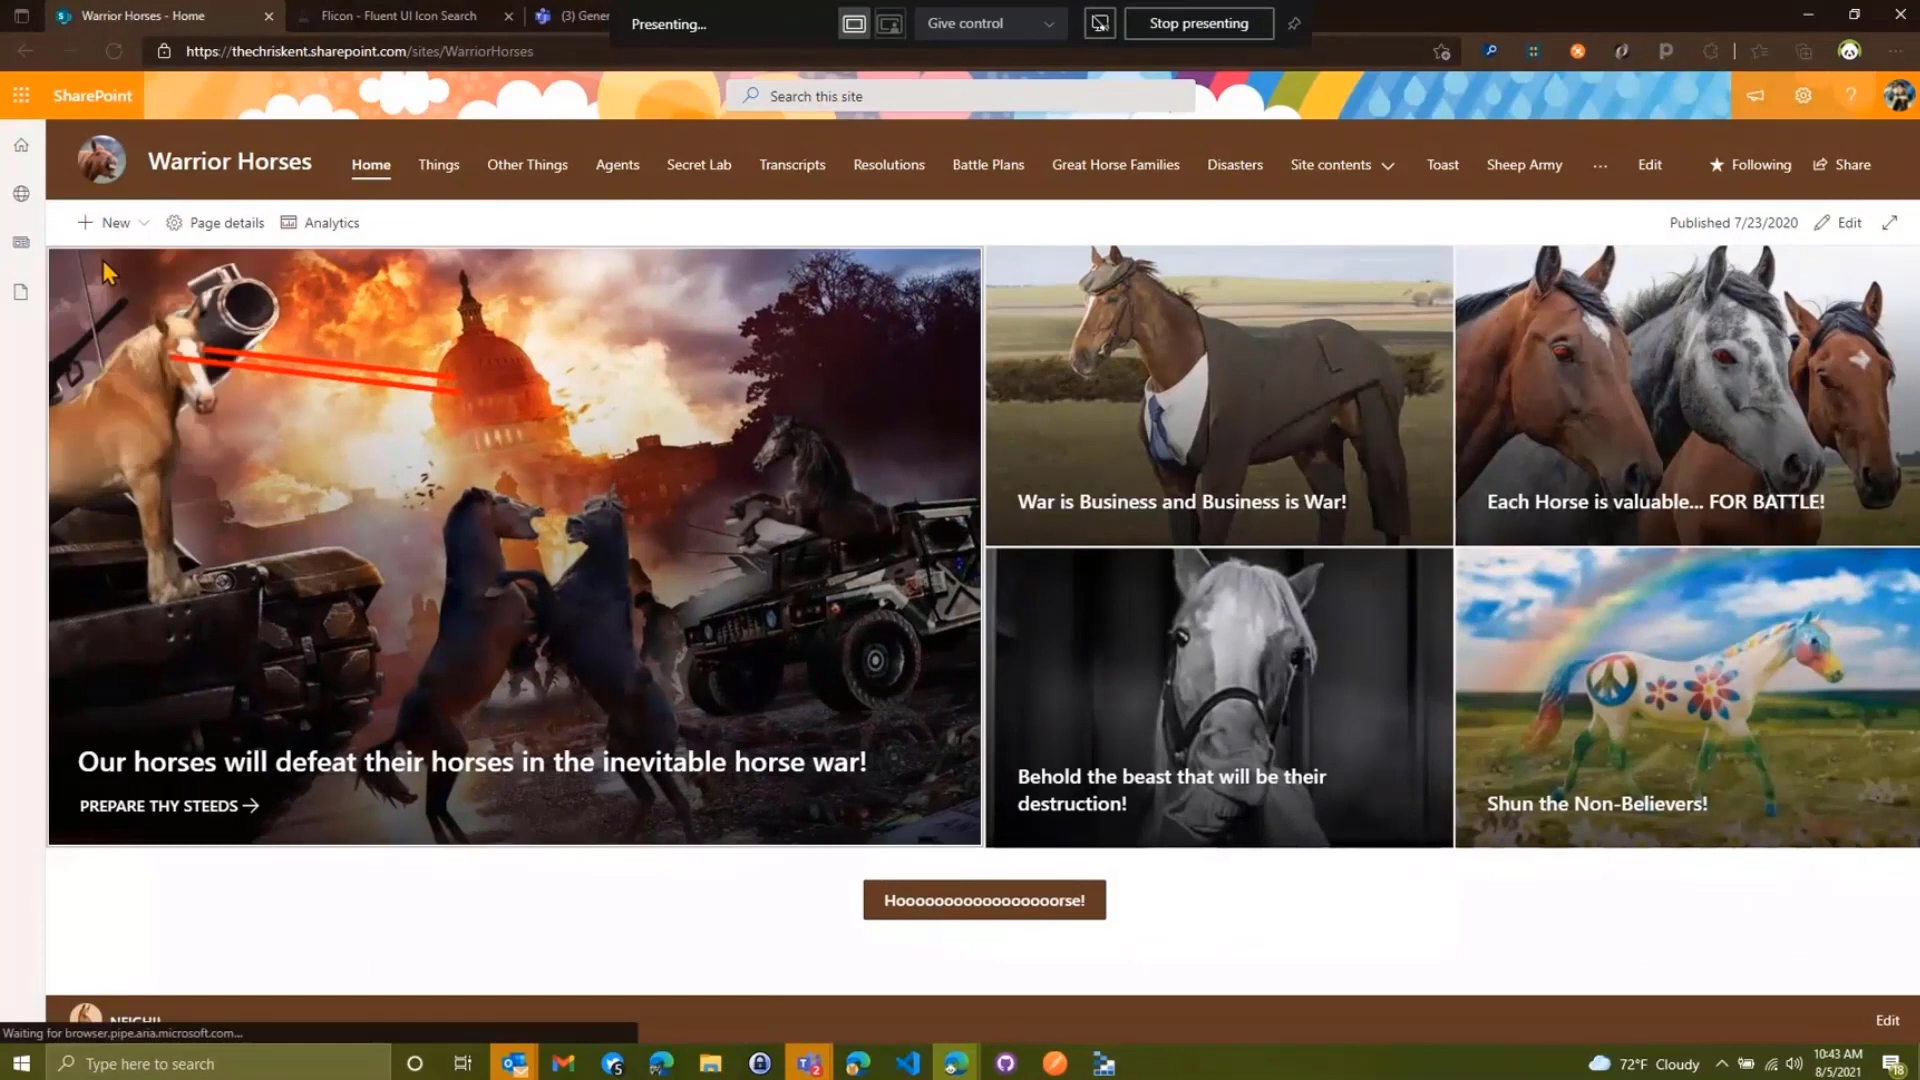 Warrior Horses - Home
Flicon - Fluent UI Icon Search
(3) Gener
Presenting...
Give control
Stop presenting
https://thechriskent.sharepoint.com/sites/WarriorHorses
SharePoint
Search this site
Warrior Horses
Home
Things
Other Things
Agents
Secret Lab
Transcripts
Resolutions
Battle Plans
Great Horse Families
Disasters
Site contents
Toast
Sheep Army
...
Edit
Following
Share
New
Page details
Analytics
Published 7/23/2020
Edit
Our horses will defeat their horses in the inevitable horse war!
PREPARE THY STEEDS
War is Business and Business is War!
Each Horse is valuable... FOR BATTLE!
Behold the beast that will be their
destruction!
Shun the Non-Believers!
Hooooooooooooooooorse!
NEIGH!!
Edit
Waiting for browser.pipe.aria.microsoft.com...
Type here to search
72°F Cloudy
10:43 AM
8/5/2021
18